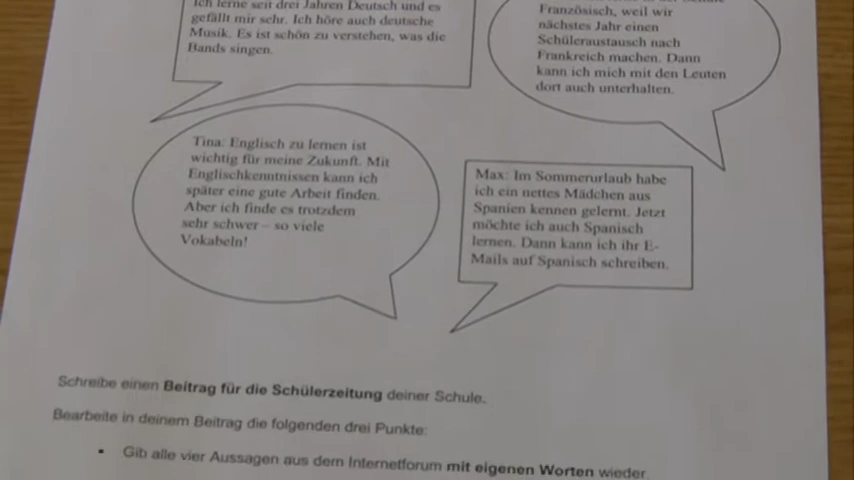 Ich lerne seit drei Jahren Deutsch und es
gefällt mir sehr. Ich höre auch deutsche
Musik. Es ist schön zu verstehen, was die
Bands singen.
Französisch, weil wir
nächstes Jahr einen
Schüleraustausch nach
Frankreich machen. Dann
kann ich mich mit den Leuten
dort auch unterhalten.
Tina: Englisch zu lernen ist
wichtig für meine Zukunft. Mit
Englischkenntnissen kann ich
später eine gute Arbeit finden.
Aber ich finde es trotzdem
sehr schwer – so viele
Vokabeln!
Max: Im Sommerurlaub habe
ich ein nettes Mädchen aus
Spanien kennen gelernt. Jetzt
möchte ich auch Spanisch
lernen. Dann kann ich ihr E-
Mails auf Spanisch schreiben.
Schreibe einen Beitrag für die Schülerzeitung deiner Schule.
Bearbeite in deinem Beitrag die folgenden drei Punkte:
▪ Gib alle vier Aussagen aus dem Internetforum mit eigenen Worten wieder.